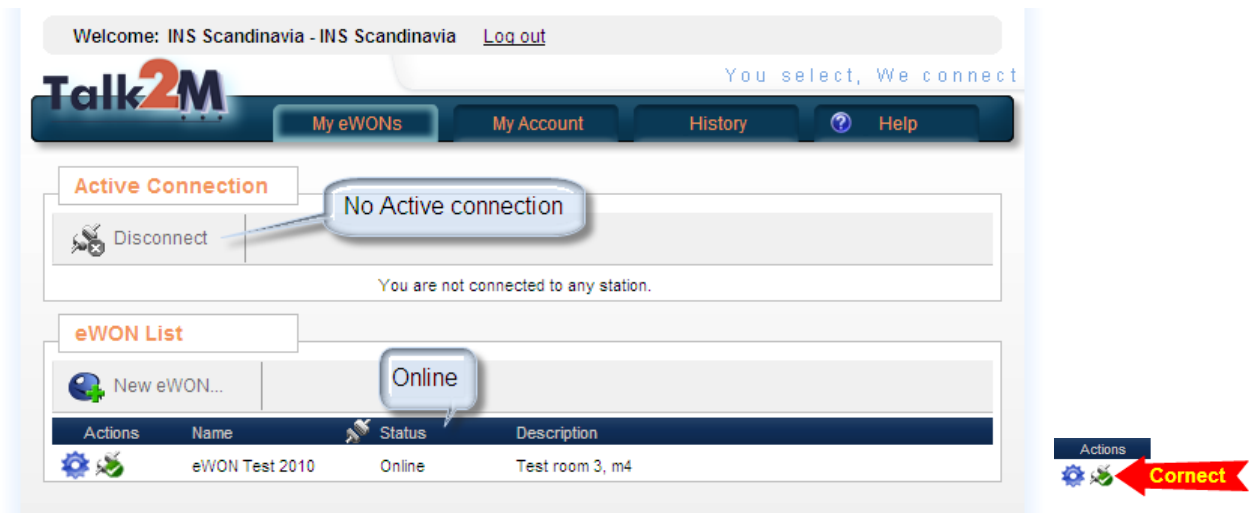 Welcome: INS Scandinavia - INS Scandinavia Log out
Talk2M
You select, We connect
My eWONs My Account History ? Help
Active Connection
No Active connection
Disconnect
You are not connected to any station.
eWON List
New eWON...
Online
Actions Name Status Description
eWON Test 2010 Online Test room 3, m4
Actions
Cornect